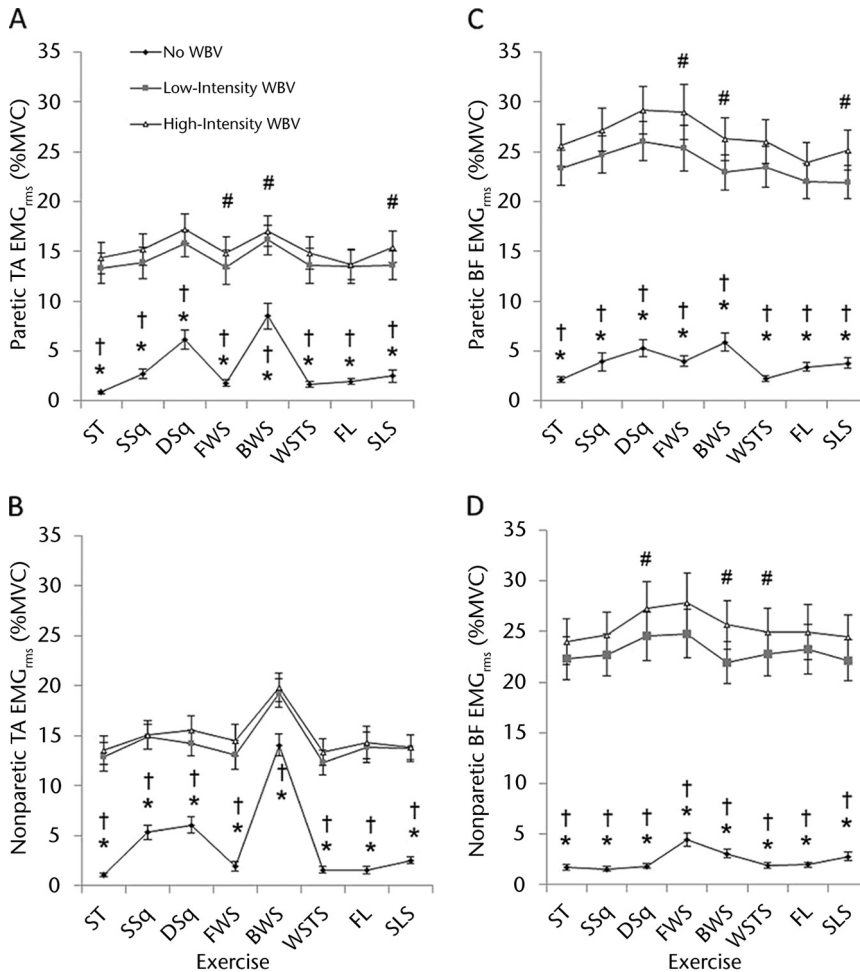 A
35
No WBV
30
Low-Intensity WBV
25
High-Intensity WBV
20
# # #
15
10
† † † † † † † †
* * * * * * * *
5
0
Paretic TA EMGrms (%MVC)
ST SSq DSq FWS BWS WSTS FL SLS
B
35
30
25
20
15
10
† † † † † † † †
* * * * * * * *
5
0
Nonparetic TA EMGrms (%MVC)
ST SSq DSq FWS BWS WSTS FL SLS
Exercise
C
35
# # #
30
25
20
15
10
† † † † † † † †
* * * * * * * *
5
0
Paretic BF EMGrms (%MVC)
ST SSq DSq FWS BWS WSTS FL SLS
D
35
# # #
30
25
20
15
10
† † † † † † † †
* * * * * * * *
5
0
Nonparetic BF EMGrms (%MVC)
ST SSq DSq FWS BWS WSTS FL SLS
Exercise